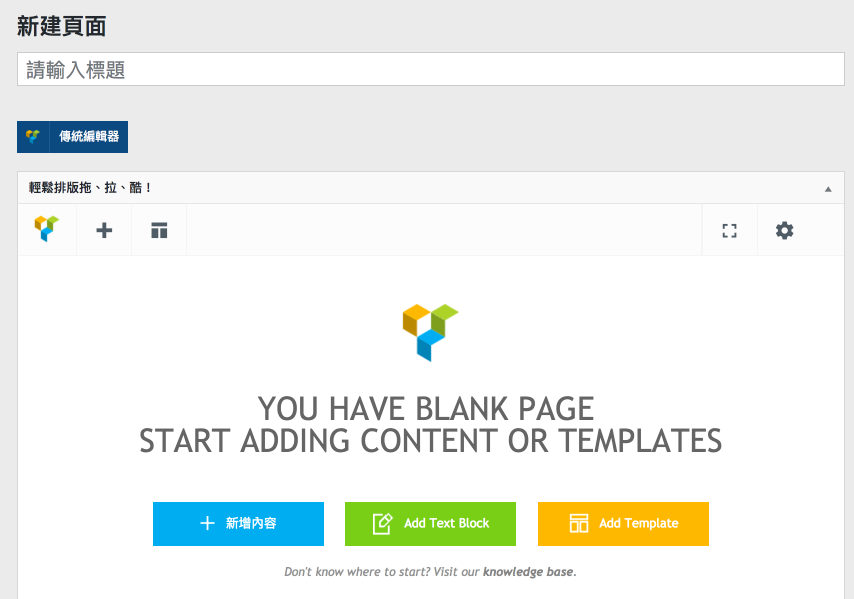 新建頁面
請輸入標題
傳統編輯器
輕鬆排版拖、拉、酷！
YOU HAVE BLANK PAGE
START ADDING CONTENT OR TEMPLATES
新增內容
Add Text Block
Add Template
Don't know where to start? Visit our knowledge base.